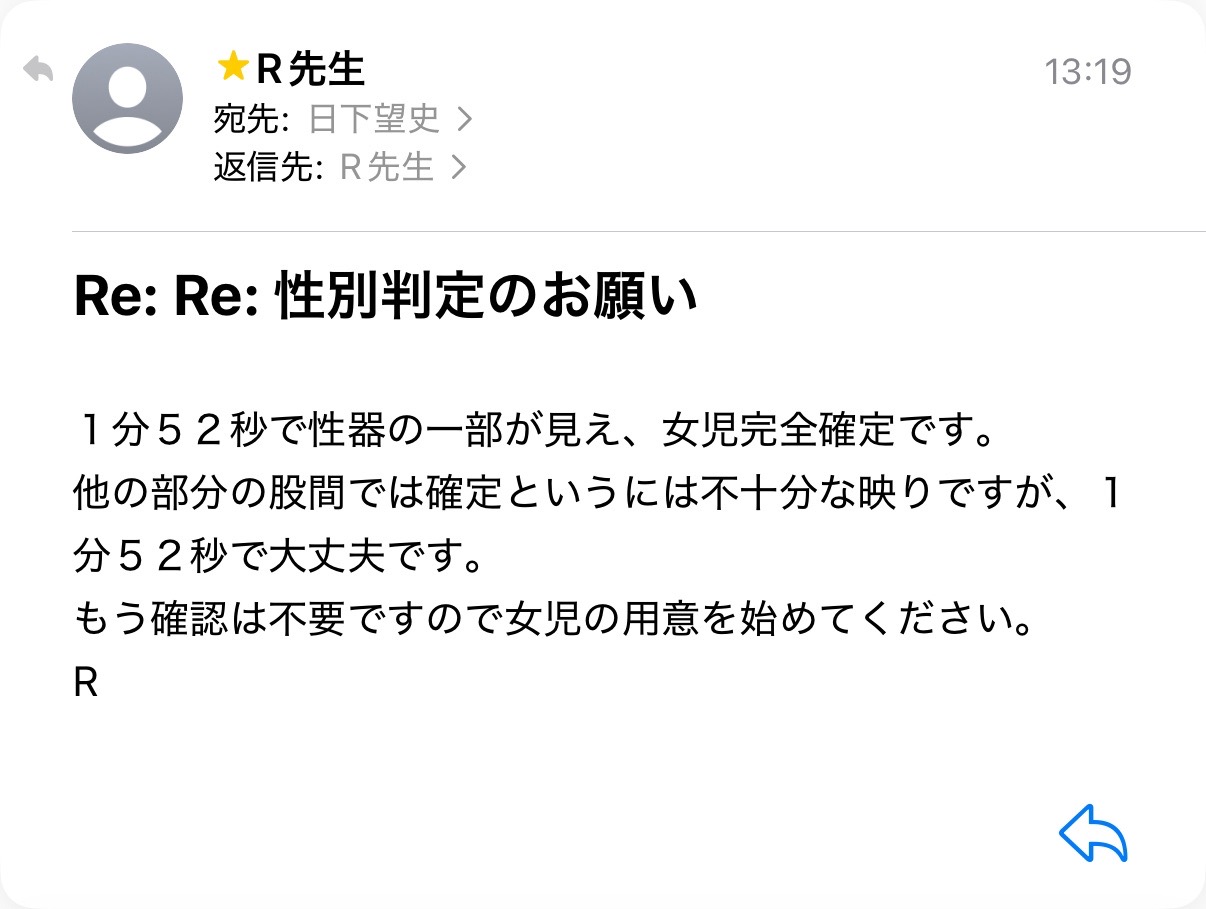 R先生
13:19
宛先: 日下望史
返信先: R先生
Re: Re: 性別判定のお願い
１分５２秒で性器の一部が見え、女児完全確定です。
他の部分の股間では確定というには不十分な映りですが、１
分５２秒で大丈夫です。
もう確認は不要ですので女児の用意を始めてください。
R